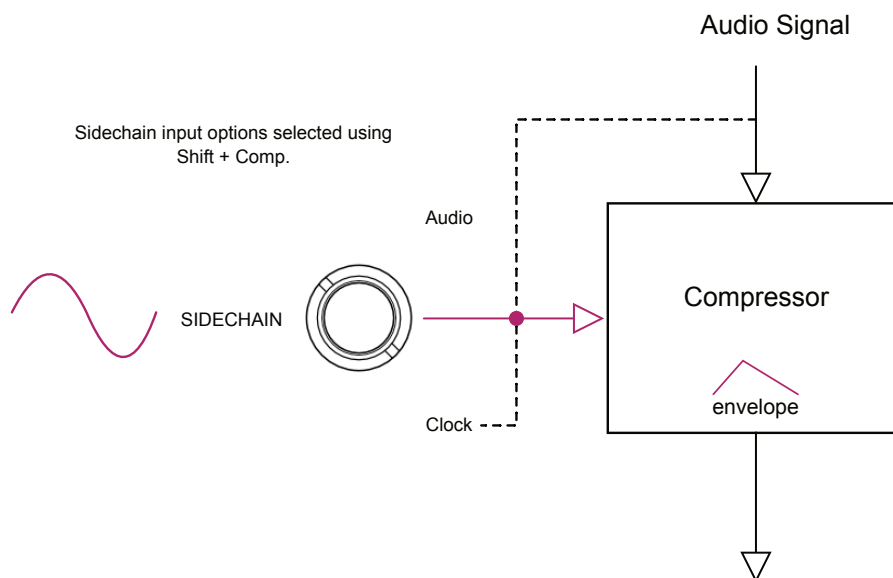 Audio Signal
Sidechain input options selected using
Shift + Comp.
Audio
SIDECHAIN
Compressor
envelope
Clock